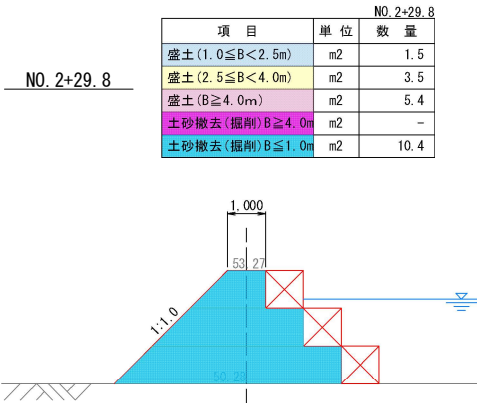 NO.2+29.8
項 目 単 位 数 量
盛土(1.0≦B<2.5m) m2 1.5
盛土(2.5≦B<4.0m) m2 3.5
盛土(B≧4.0m) m2 5.4
土砂撤去(掘削)B≧4.0m m2 -
土砂撤去(掘削)B≦1.0m m2 10.4
NO.2+29.8
1,000
53.27
1:1.0
50.28